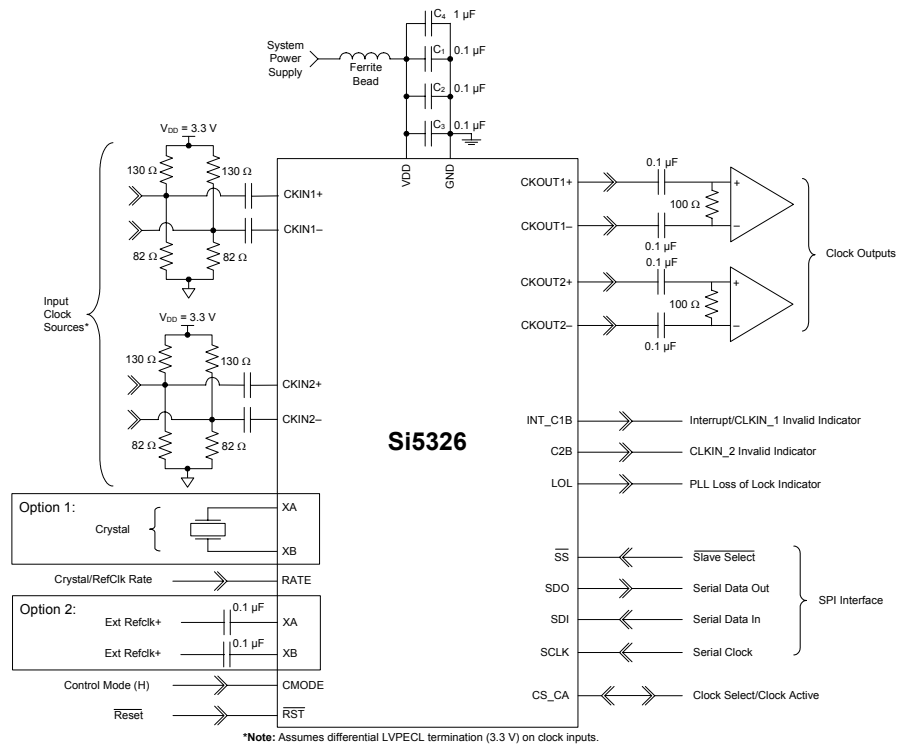 C4 1 µF
System
Power
Supply
Ferrite
Bead
C1 0.1 µF
C2 0.1 µF
C3 0.1 µF
VDD
GND
VDD = 3.3 V
130 Ω
130 Ω
CKIN1+
CKIN1–
82 Ω
82 Ω
Input
Clock
Sources*
VDD = 3.3 V
130 Ω
130 Ω
CKIN2+
CKIN2–
82 Ω
82 Ω
Si5326
CKOUT1+
0.1 µF
100 Ω
+
–
CKOUT1–
0.1 µF
Clock Outputs
CKOUT2+
0.1 µF
100 Ω
+
–
CKOUT2–
0.1 µF
INT_C1B
Interrupt/CLKIN_1 Invalid Indicator
C2B
CLKIN_2 Invalid Indicator
LOL
PLL Loss of Lock Indicator
Option 1:
Crystal
XA
XB
Crystal/RefClk Rate
RATE
Option 2:
Ext Refclk+
0.1 µF
XA
Ext Refclk+
0.1 µF
XB
Control Mode (H)
CMODE
Reset
RST
SS
Slave Select
SDO
Serial Data Out
SPI Interface
SDI
Serial Data In
SCLK
Serial Clock
CS_CA
Clock Select/Clock Active
*Note: Assumes differential LVPECL termination (3.3 V) on clock inputs.